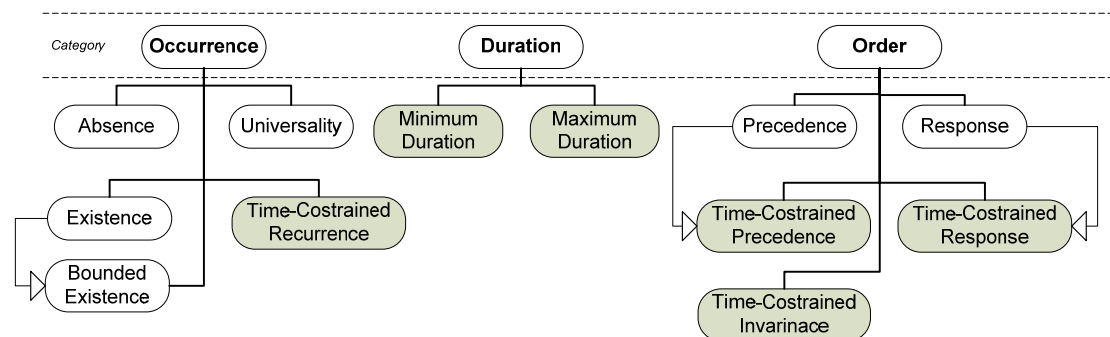 Category
Occurrence
Duration
Order
Absence
Universality
Minimum
Duration
Maximum
Duration
Precedence
Response
Existence
Time-Costrained
Recurrence
Time-Costrained
Precedence
Time-Costrained
Response
Bounded
Existence
Time-Costrained
Invarinace